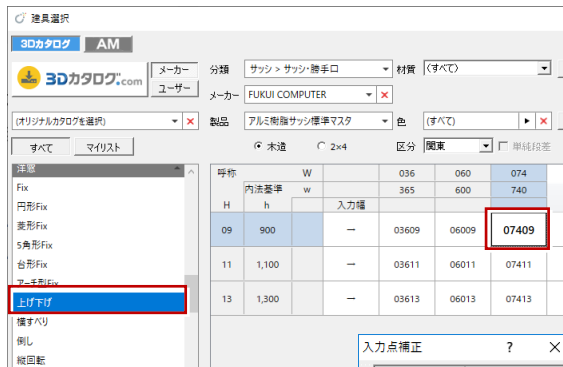 建具選択
3Dカタログ AM
3Dカタログ.com
メーカー
ユーザー
分類 サッシ > サッシ・勝手口 材質 (すべて)
メーカー FUKUI COMPUTER
(オリジナルカタログを選択) 製品 アルミ樹脂サッシ標準マスタ 色 (すべて)
すべて マイリスト 木造 2×4 区分 関東 単純段差
洋窓
Fix
円形Fix
菱形Fix
5角形Fix
台形Fix
アーチ形Fix
上げ下げ
横すべり
倒し
縦回転
呼称 W 036 060 074
内法基準 w 365 600 740
H h 入力幅
09 900 ー 03609 06009 07409
11 1,100 ー 03611 06011 07411
13 1,300 ー 03613 06013 07413
入力点補正 ?